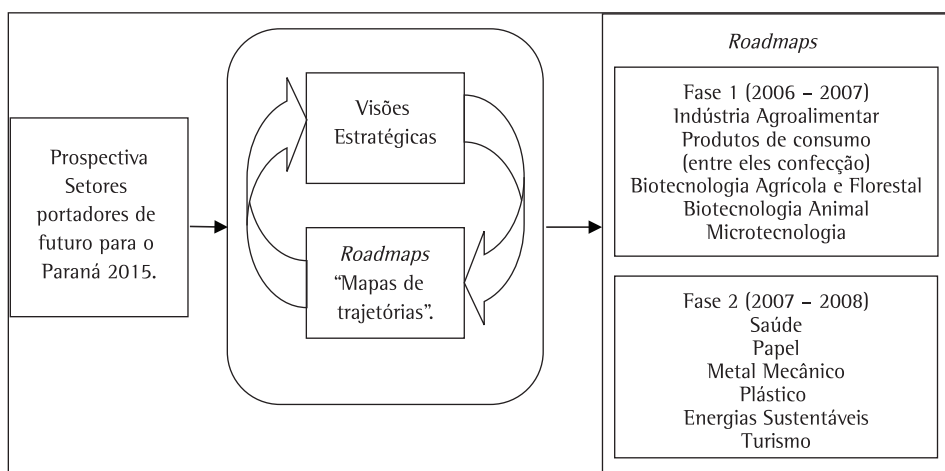 Prospectiva
Setores
portadores de
futuro para o
Paraná 2015.
Visões
Estratégicas
Roadmaps
“Mapas de
trajetórias”.
Roadmaps
Fase 1 (2006 – 2007)
Indústria Agroalimentar
Produtos de consumo
(entre eles confecção)
Biotecnologia Agrícola e Florestal
Biotecnologia Animal
Microtecnologia
Fase 2 (2007 – 2008)
Saúde
Papel
Metal Mecânico
Plástico
Energias Sustentáveis
Turismo